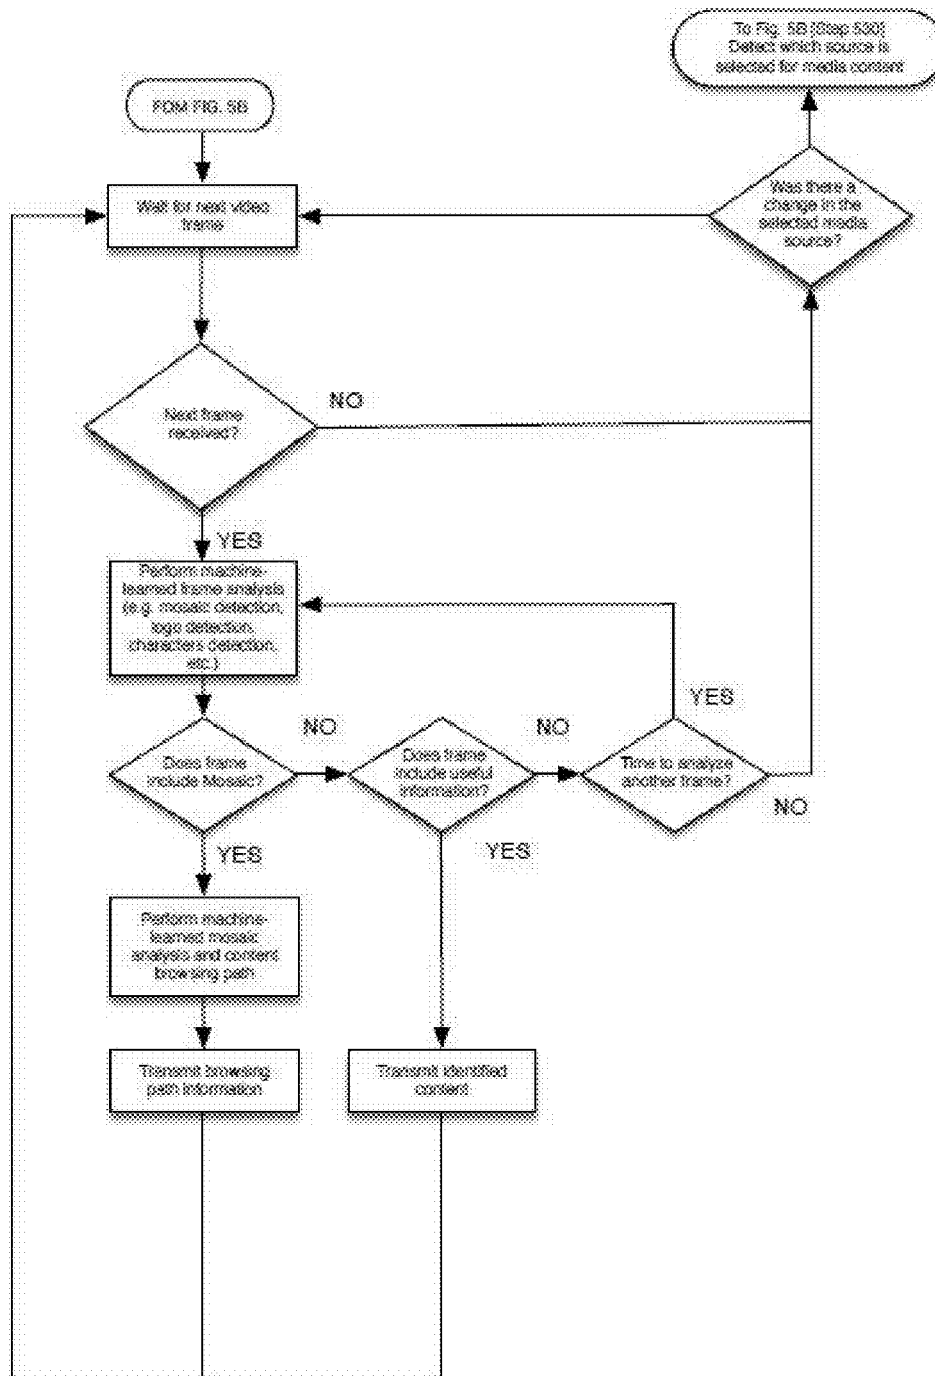 To Fig. 5B [Step 530]
Detect which source is
selected for media content
FOM FIG. 5B
Wait for next video
frame
Was there a
change in the
selected media
source?
Next frame
received?
NO
YES
Perform machine-
learned frame analysis
(e.g. mosaic detection,
logo detection,
characters detection,
etc.)
YES
Does frame
include Mosaic?
NO
Does frame
include useful
information?
NO
Time to analyse
another frame?
NO
YES
YES
Perform machine-
learned mosaic
analysis and content
browsing path
Transmit browsing
path information
Transmit identified
content